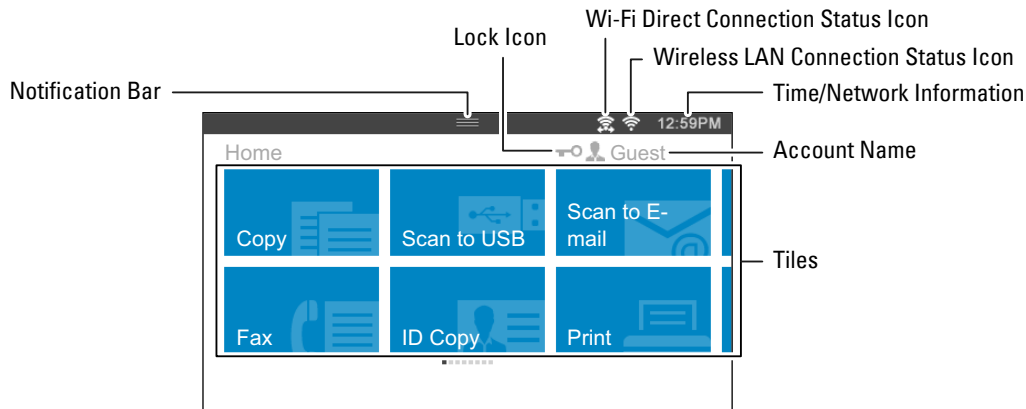 Wi-Fi Direct Connection Status Icon
Lock Icon
Wireless LAN Connection Status Icon
Notification Bar
Time/Network Information
12:59PM
Home
Guest
Account Name
Copy
Scan to USB
Scan to E-
mail
Tiles
Fax
ID Copy
Print